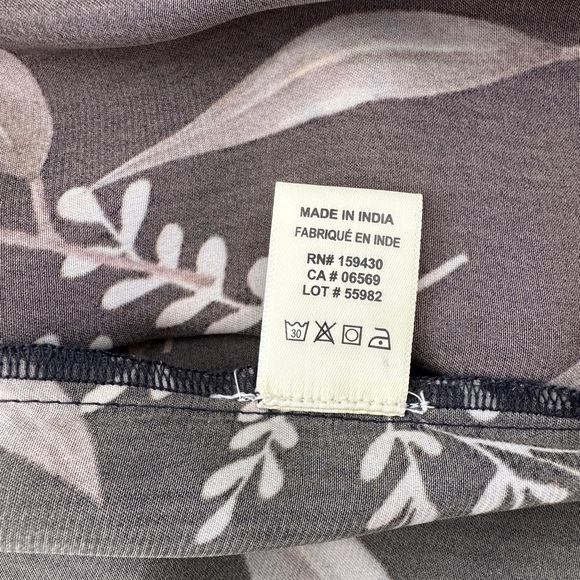 MADE IN INDIA
FABRIQUÉ EN INDE
RN# 159430
CA # 06569
LOT # 55982
30